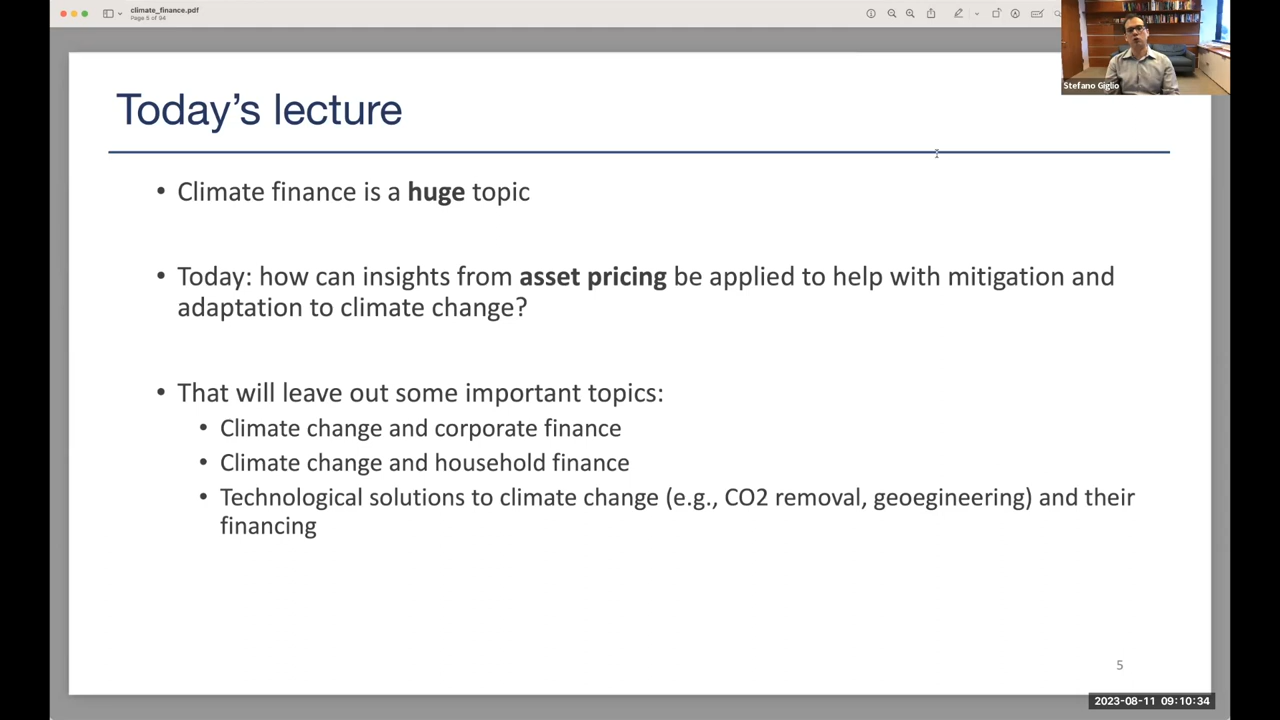 climate_finance.pdf
Page 5 of 94
Stefano Giglio
Today's lecture
• Climate finance is a huge topic
• Today: how can insights from asset pricing be applied to help with mitigation and
adaptation to climate change?
• That will leave out some important topics:
• Climate change and corporate finance
• Climate change and household finance
• Technological solutions to climate change (e.g., CO2 removal, geoegineering) and their
financing
5
2023-08-11 09:10:34